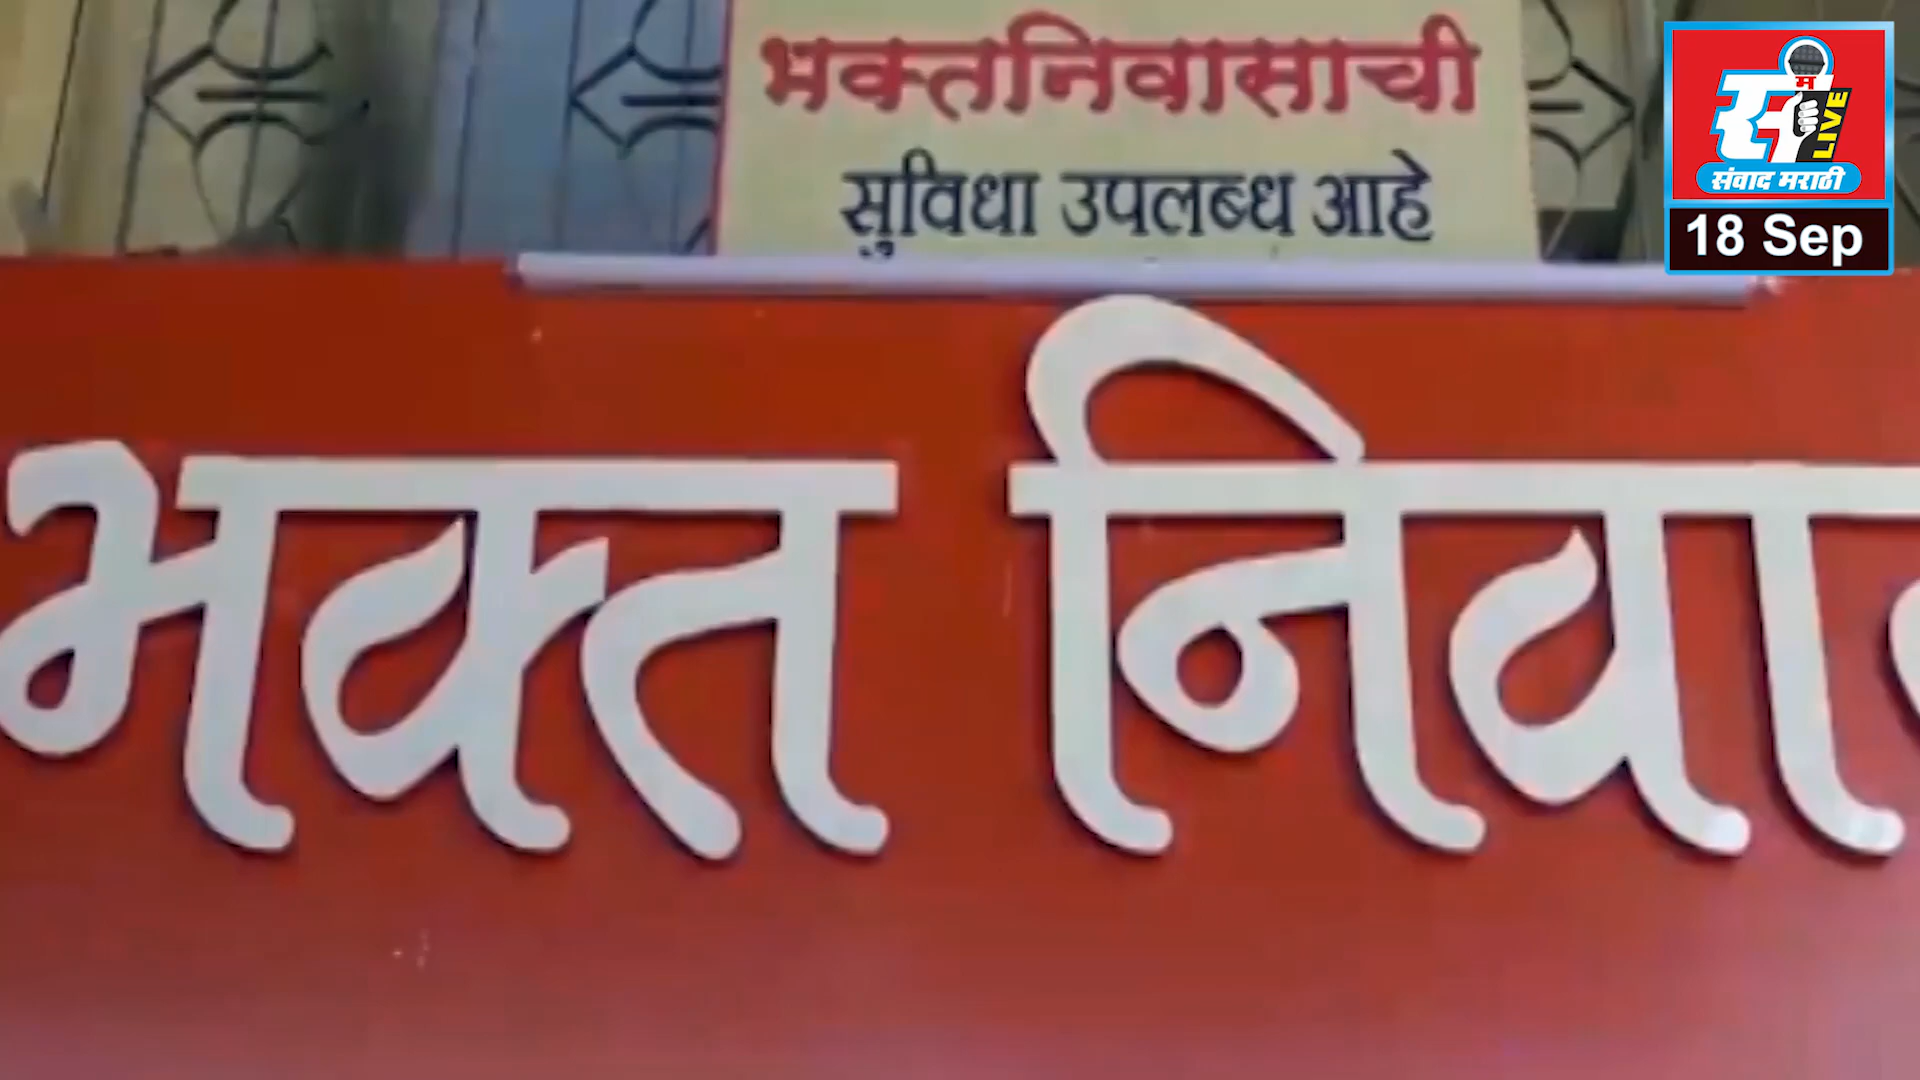 भक्तनिवासाची
सुविधा उपलब्ध आहे
स
म
LIVE
संवाद मराठी
18 Sep
भक्त निवा